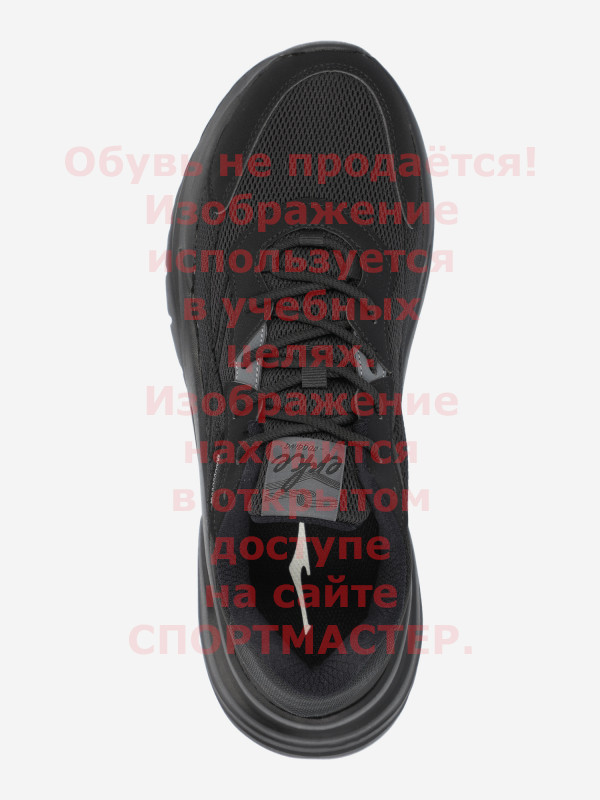 Обувь не продаётся!
Изображение
используется
в учебных
целях.
Изображение
находится
в открытом
доступе
на сайте
СПОРТМАСТЕР.
erke